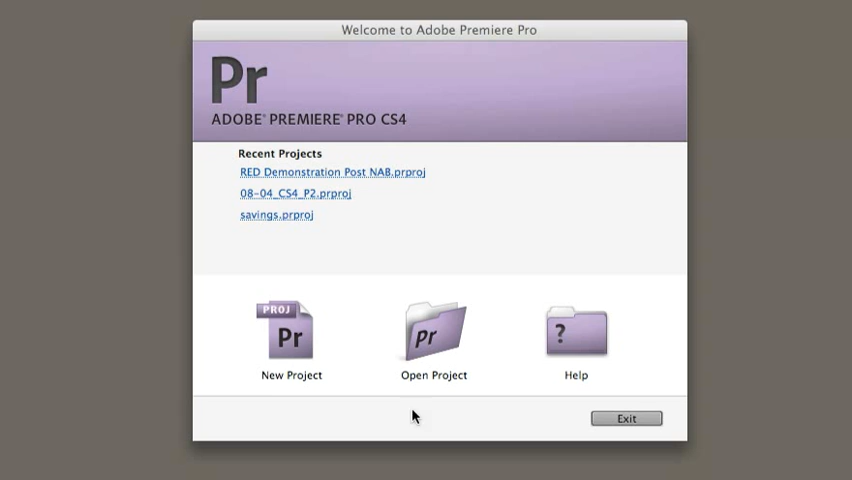 Welcome to Adobe Premiere Pro
Pr
ADOBE® PREMIERE® PRO CS4
Recent Projects
RED Demonstration Post NAB.prproj
08-04_CS4_P2.prproj
savings.prproj
PROJ
Pr
Pr
?
New Project
Open Project
Help
Exit